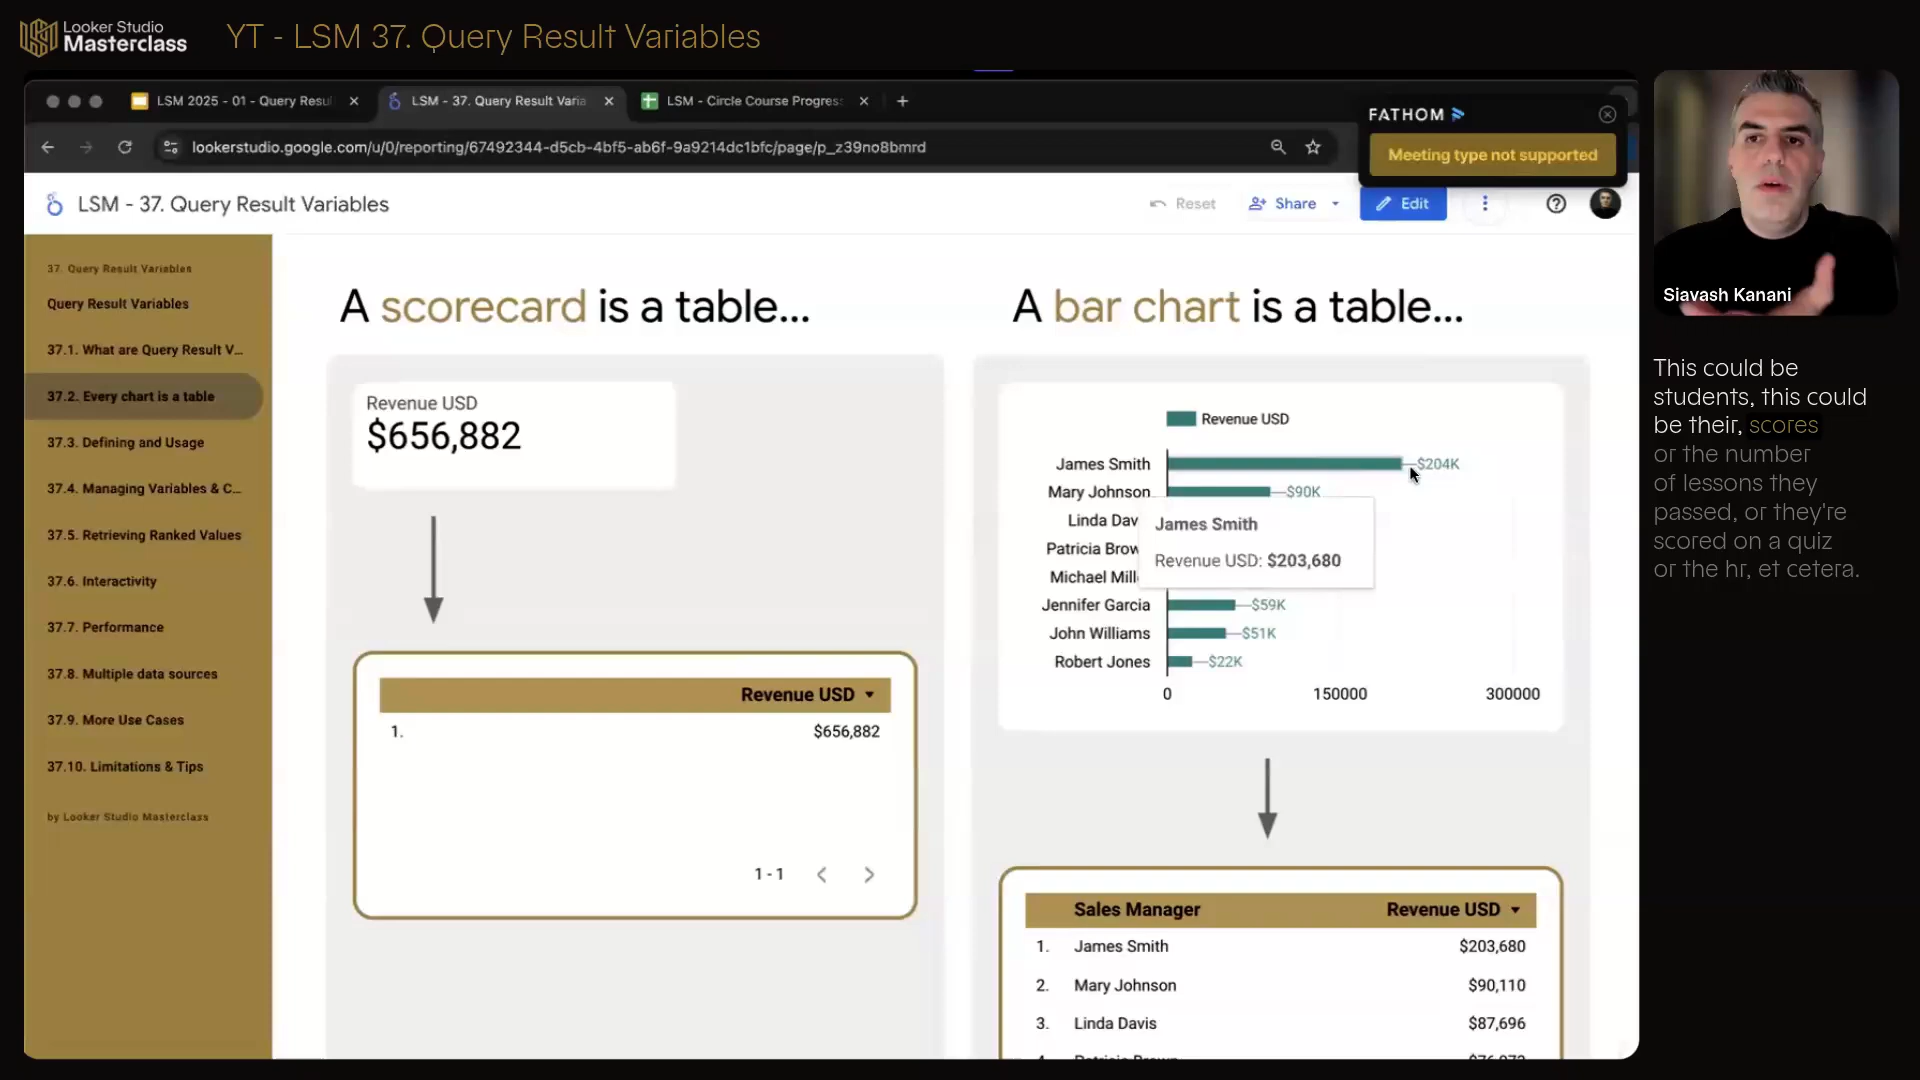 Looker Studio
Masterclass
YT - LSM 37. Query Result Variables
LSM 2025 - 01 - Query Resul
LSM - 37. Query Result Varia
LSM - Circle Course Progres
lookerstudio.google.com/u/0/reporting/67492344-d5cb-4bf5-ab6f-9a9214dc1bfc/page/p_z39no8bmrd
FATHOM
Meeting type not supported
LSM - 37. Query Result Variables
Reset
Share
Edit
37. Query Result Variables
Query Result Variables
37.1. What are Query Result V...
37.2. Every chart is a table
37.3. Defining and Usage
37.4. Managing Variables & C...
37.5. Retrieving Ranked Values
37.6. Interactivity
37.7. Performance
37.8. Multiple data sources
37.9. More Use Cases
37.10. Limitations & Tips
by Looker Studio Masterclass
A scorecard is a table...
Revenue USD
$656,882
Revenue USD
1. $656,882
1 - 1
A bar chart is a table...
Revenue USD
James Smith $204K
Mary Johnson $90K
Linda Dav
Patricia Brow
Michael Mill
James Smith
Revenue USD: $203,680
Jennifer Garcia $59K
John Williams $51K
Robert Jones $22K
0 150000 300000
Sales Manager Revenue USD
1. James Smith $203,680
2. Mary Johnson $90,110
3. Linda Davis $87,696
Siavash Kanani
This could be
students, this could
be their, scores
or the number
of lessons they
passed, or they're
scored on a quiz
or the hr, et cetera.